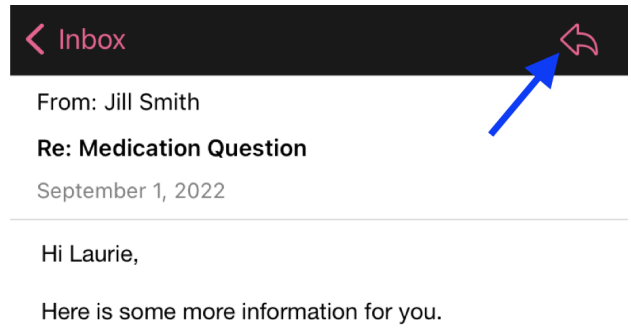 Inbox
From: Jill Smith
Re: Medication Question
September 1, 2022
Hi Laurie,
Here is some more information for you.